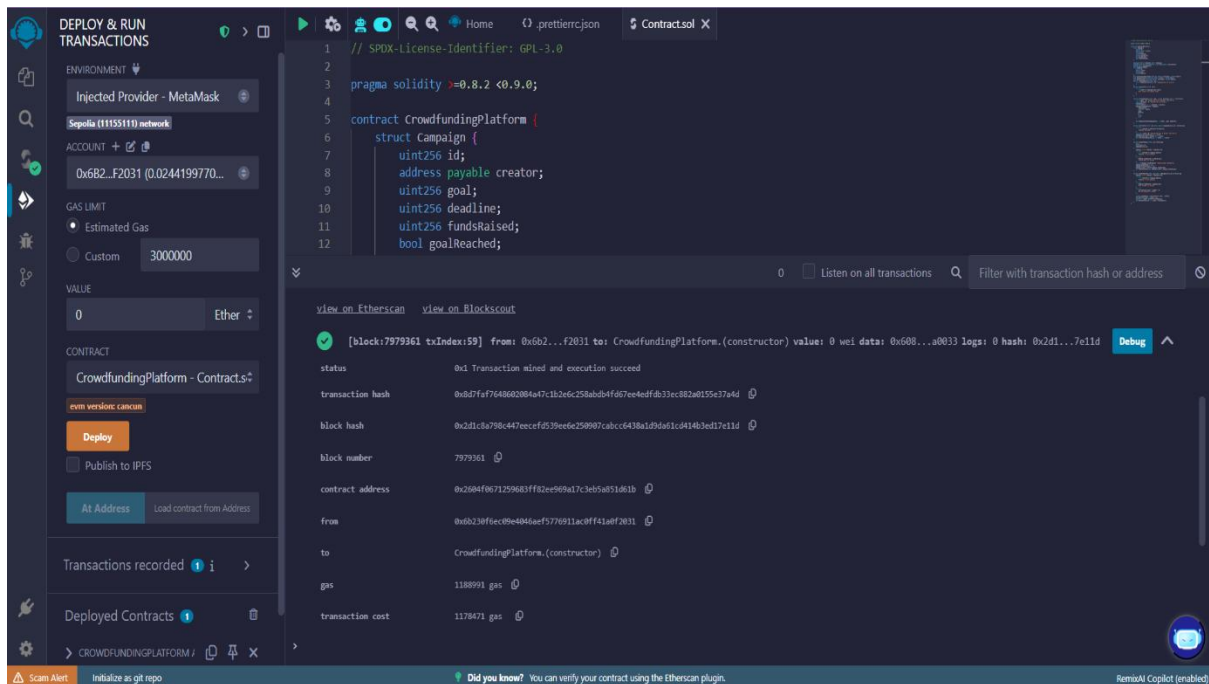 DEPLOY & RUN
TRANSACTIONS
ENVIRONMENT
Injected Provider - MetaMask
Sepolia (11155111) network
ACCOUNT
0x6B2...F2031 (0.0244199770...
GAS LIMIT
Estimated Gas
Custom 3000000
VALUE
0 Ether
CONTRACT
CrowdfundingPlatform - Contract.s
evm version: cancun
Deploy
Publish to IPFS
At Address Load contract from Address
Transactions recorded 1 i
Deployed Contracts 1
CROWDFUNDINGPLATFORM /
Home .prettierrc.json Contract.sol
1 // SPDX-License-Identifier: GPL-3.0
2
3 pragma solidity >=0.8.2 <0.9.0;
4
5 contract CrowdfundingPlatform {
6 struct Campaign {
7 uint256 id;
8 address payable creator;
9 uint256 goal;
10 uint256 deadline;
11 uint256 fundsRaised;
12 bool goalReached;
0 Listen on all transactions Filter with transaction hash or address
view on Etherscan view on Blockscout
[block:7979361 txIndex:59] from: 0x6b2...f2031 to: CrowdfundingPlatform.(constructor) value: 0 wei data: 0x608...a0033 logs: 0 hash: 0x2d1...7e11d Debug
status 0x1 Transaction mined and execution succeed
transaction hash 0x8d7faf7648602084a47c1b2e6c258abdb4fd67ee4edfdb33ec882a0155e37a4d
block hash 0x2d1c8a798c447eecefd539ee6e250907cabcc6438a1d9da61cd414b3ed17e11d
block number 7979361
contract address 0x2604f0671259683ff82ee969a17c3eb5a851d61b
from 0x6b230f6ec09e4046aef5776911ac0ff41a0f2031
to CrowdfundingPlatform.(constructor)
gas 1188991 gas
transaction cost 1178471 gas
>
Scam Alert Initialize as git repo Did you know? You can verify your contract using the Etherscan plugin. RemixAI Copilot (enabled)